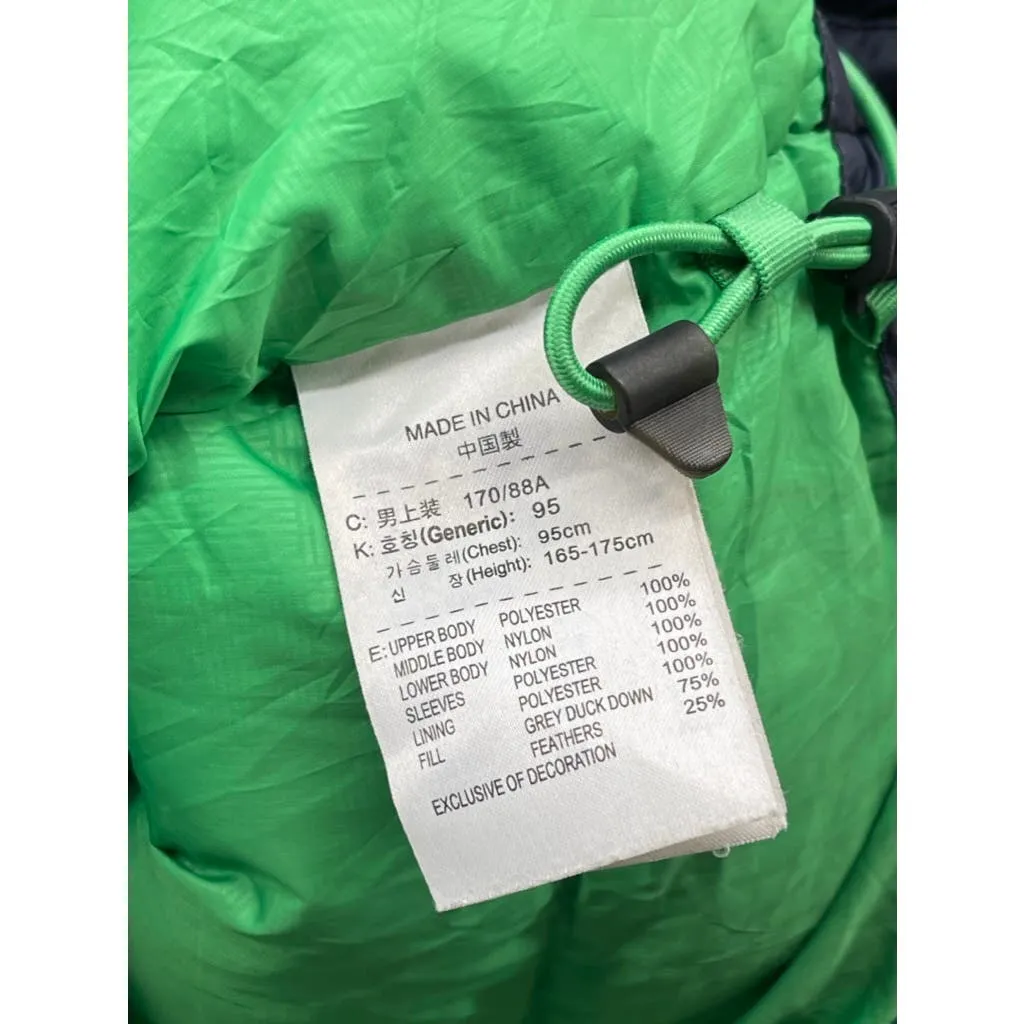 MADE IN CHINA
中国製
C: 男上装 170/88A
K: 호칭(Generic): 95
가슴둘레(Chest): 95cm
신 장(Height): 165-175cm
E: UPPER BODY POLYESTER 100%
MIDDLE BODY NYLON 100%
LOWER BODY NYLON 100%
SLEEVES POLYESTER 100%
LINING POLYESTER 100%
FILL GREY DUCK DOWN 75%
FEATHERS 25%
EXCLUSIVE OF DECORATION